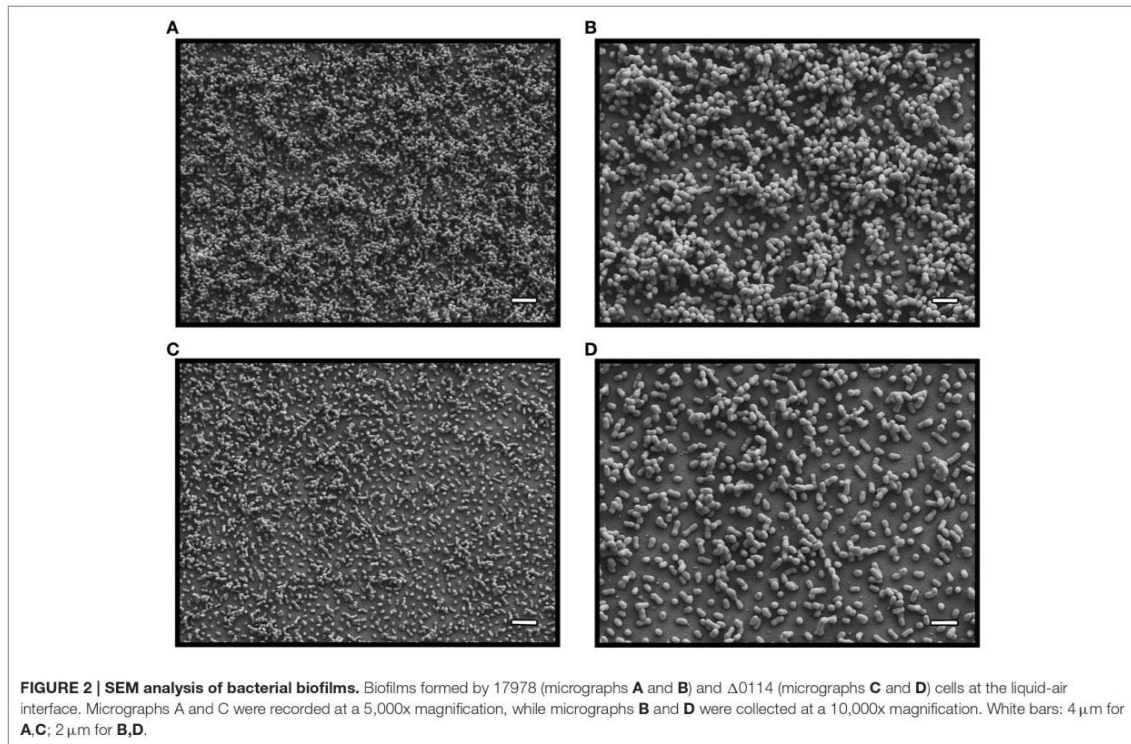 A
B
C
D
FIGURE 2 | SEM analysis of bacterial biofilms. Biofilms formed by 17978 (micrographs A and B) and Δ0114 (micrographs C and D) cells at the liquid-air
interface. Micrographs A and C were recorded at a 5,000x magnification, while micrographs B and D were collected at a 10,000x magnification. White bars: 4 μm for
A,C; 2 μm for B,D.